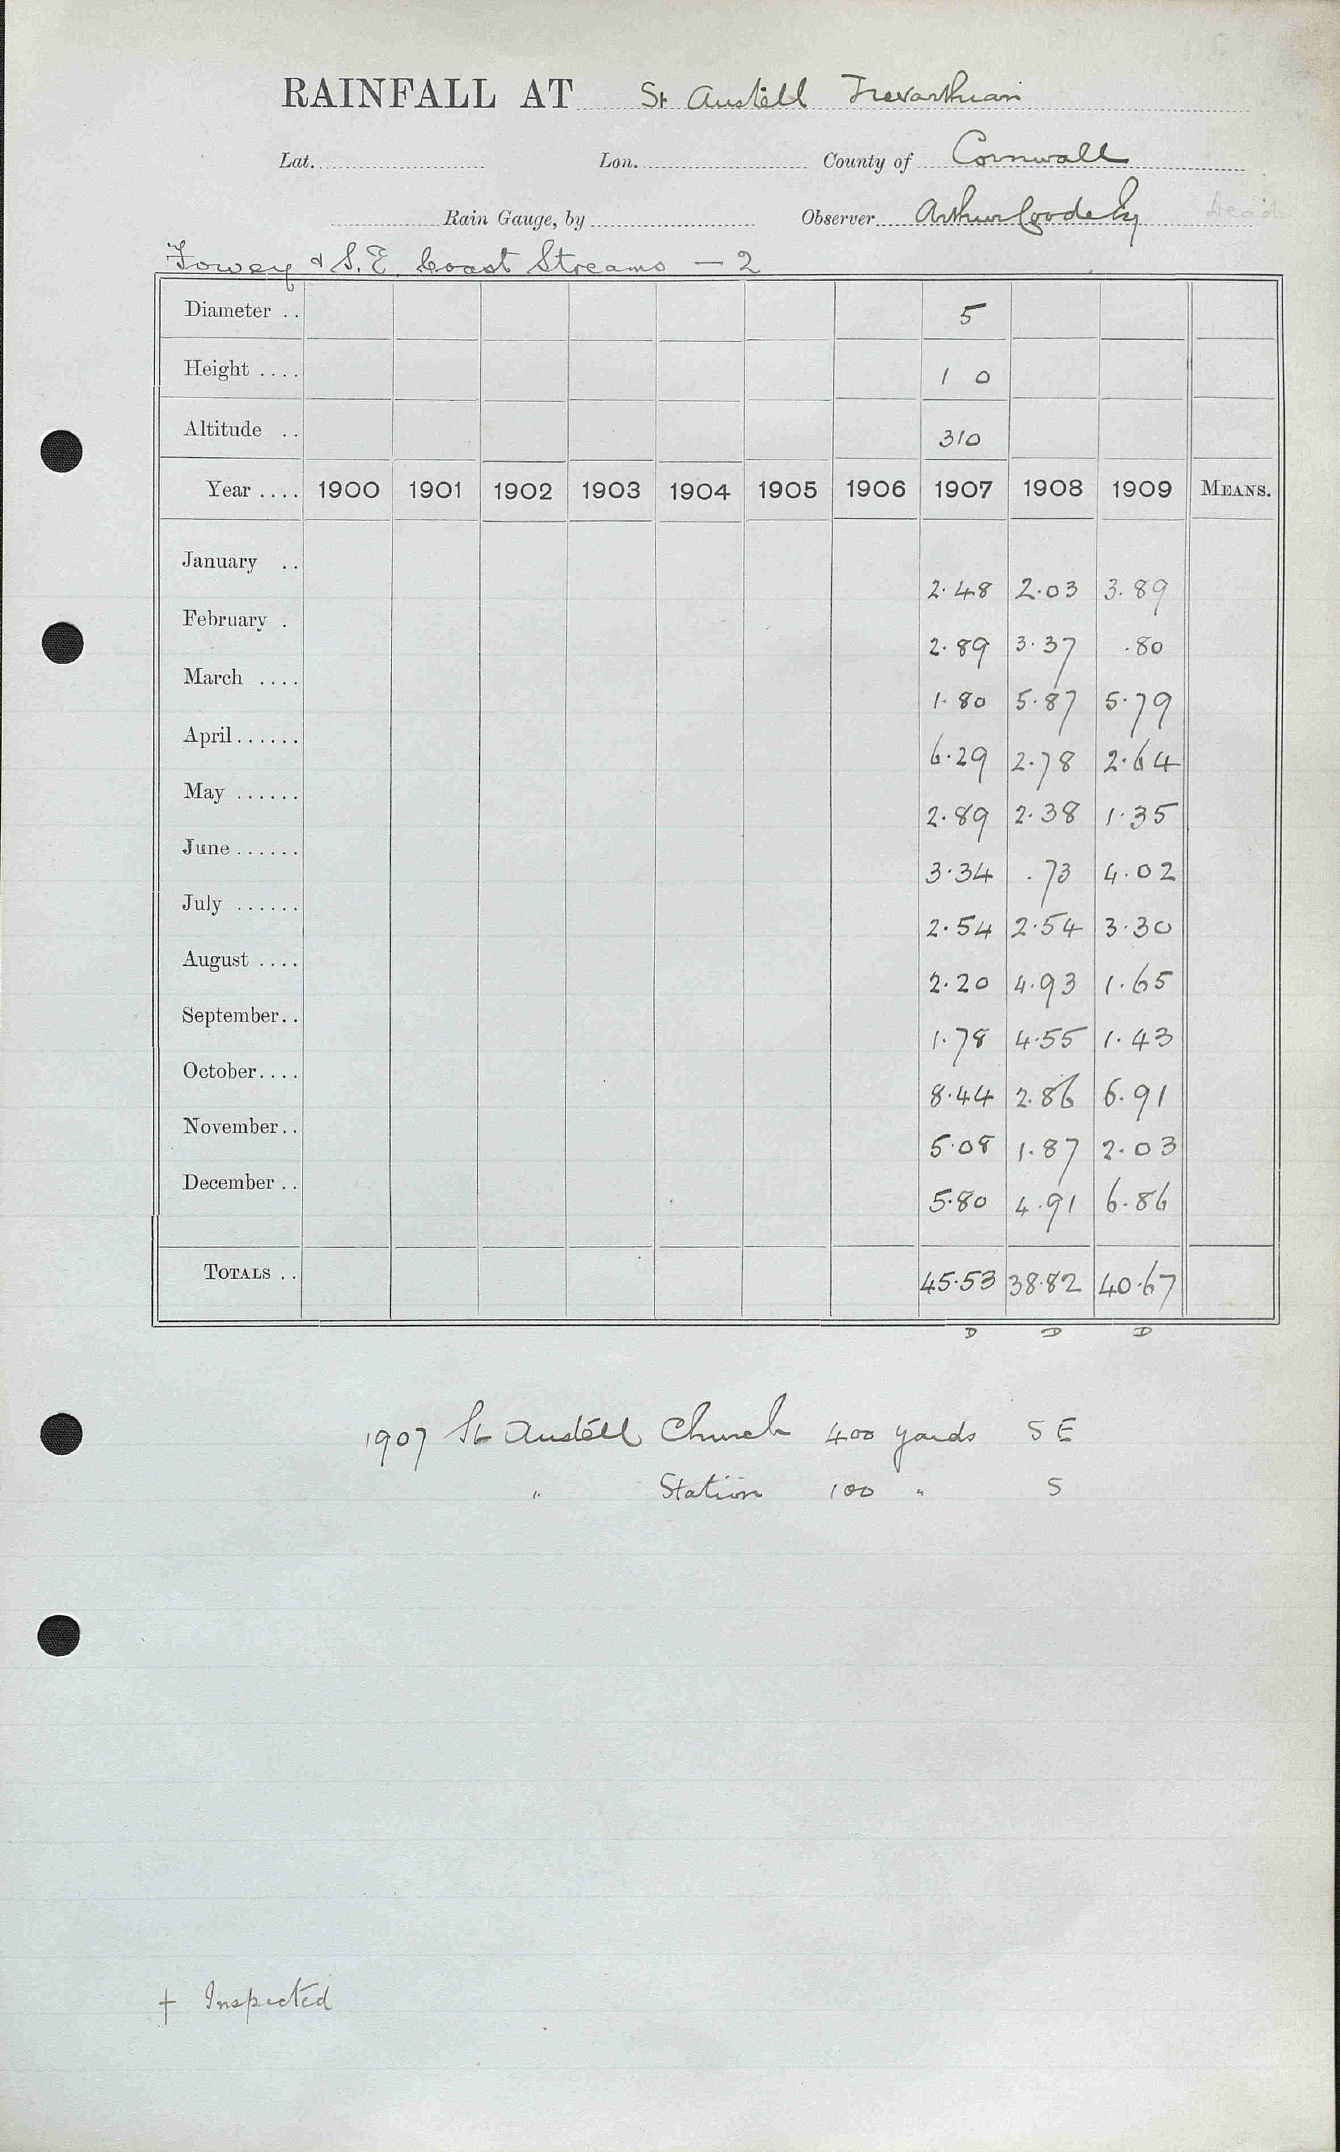 RAINFALL AT St Austell Trevarthian
Lat. Lon. County of Cornwall
Rain Gauge, by Observer Arthur Coode Esq Dead
Fowey & S.E. Coast Streams — 2
Diameter .. 5
Height .... 1 0
Altitude .. 310
Year .... 1900 1901 1902 1903 1904 1905 1906 1907 1908 1909 MEANS.
January .. 2.48 2.03 3.89
February . 2.89 3.37 .80
March .... 1.80 5.87 5.79
April...... 6.29 2.78 2.64
May ...... 2.89 2.38 1.35
June ...... 3.34 .73 4.02
July ...... 2.54 2.54 3.30
August .... 2.20 4.93 1.65
September.. 1.78 4.55 1.43
October.... 8.44 2.86 6.91
November.. 5.08 1.87 2.03
December .. 5.80 4.91 6.86
TOTALS .. 45.53 38.82 40.67
D D D
1907 St Austell Church 400 yards S E
" Station 100 " S
† Inspected